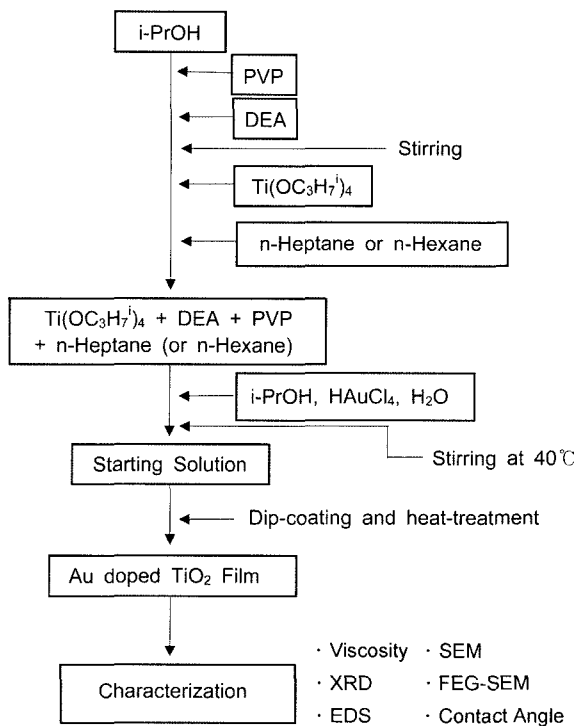 i-PrOH
PVP
DEA
Stirring
Ti(OC₃H₇ⁱ)₄
n-Heptane or n-Hexane
Ti(OC₃H₇ⁱ)₄ + DEA + PVP
+ n-Heptane (or n-Hexane)
i-PrOH, HAuCl₄, H₂O
Stirring at 40℃
Starting Solution
Dip-coating and heat-treatment
Au doped TiO₂ Film
Characterization
· Viscosity · SEM
· XRD · FEG-SEM
· EDS · Contact Angle